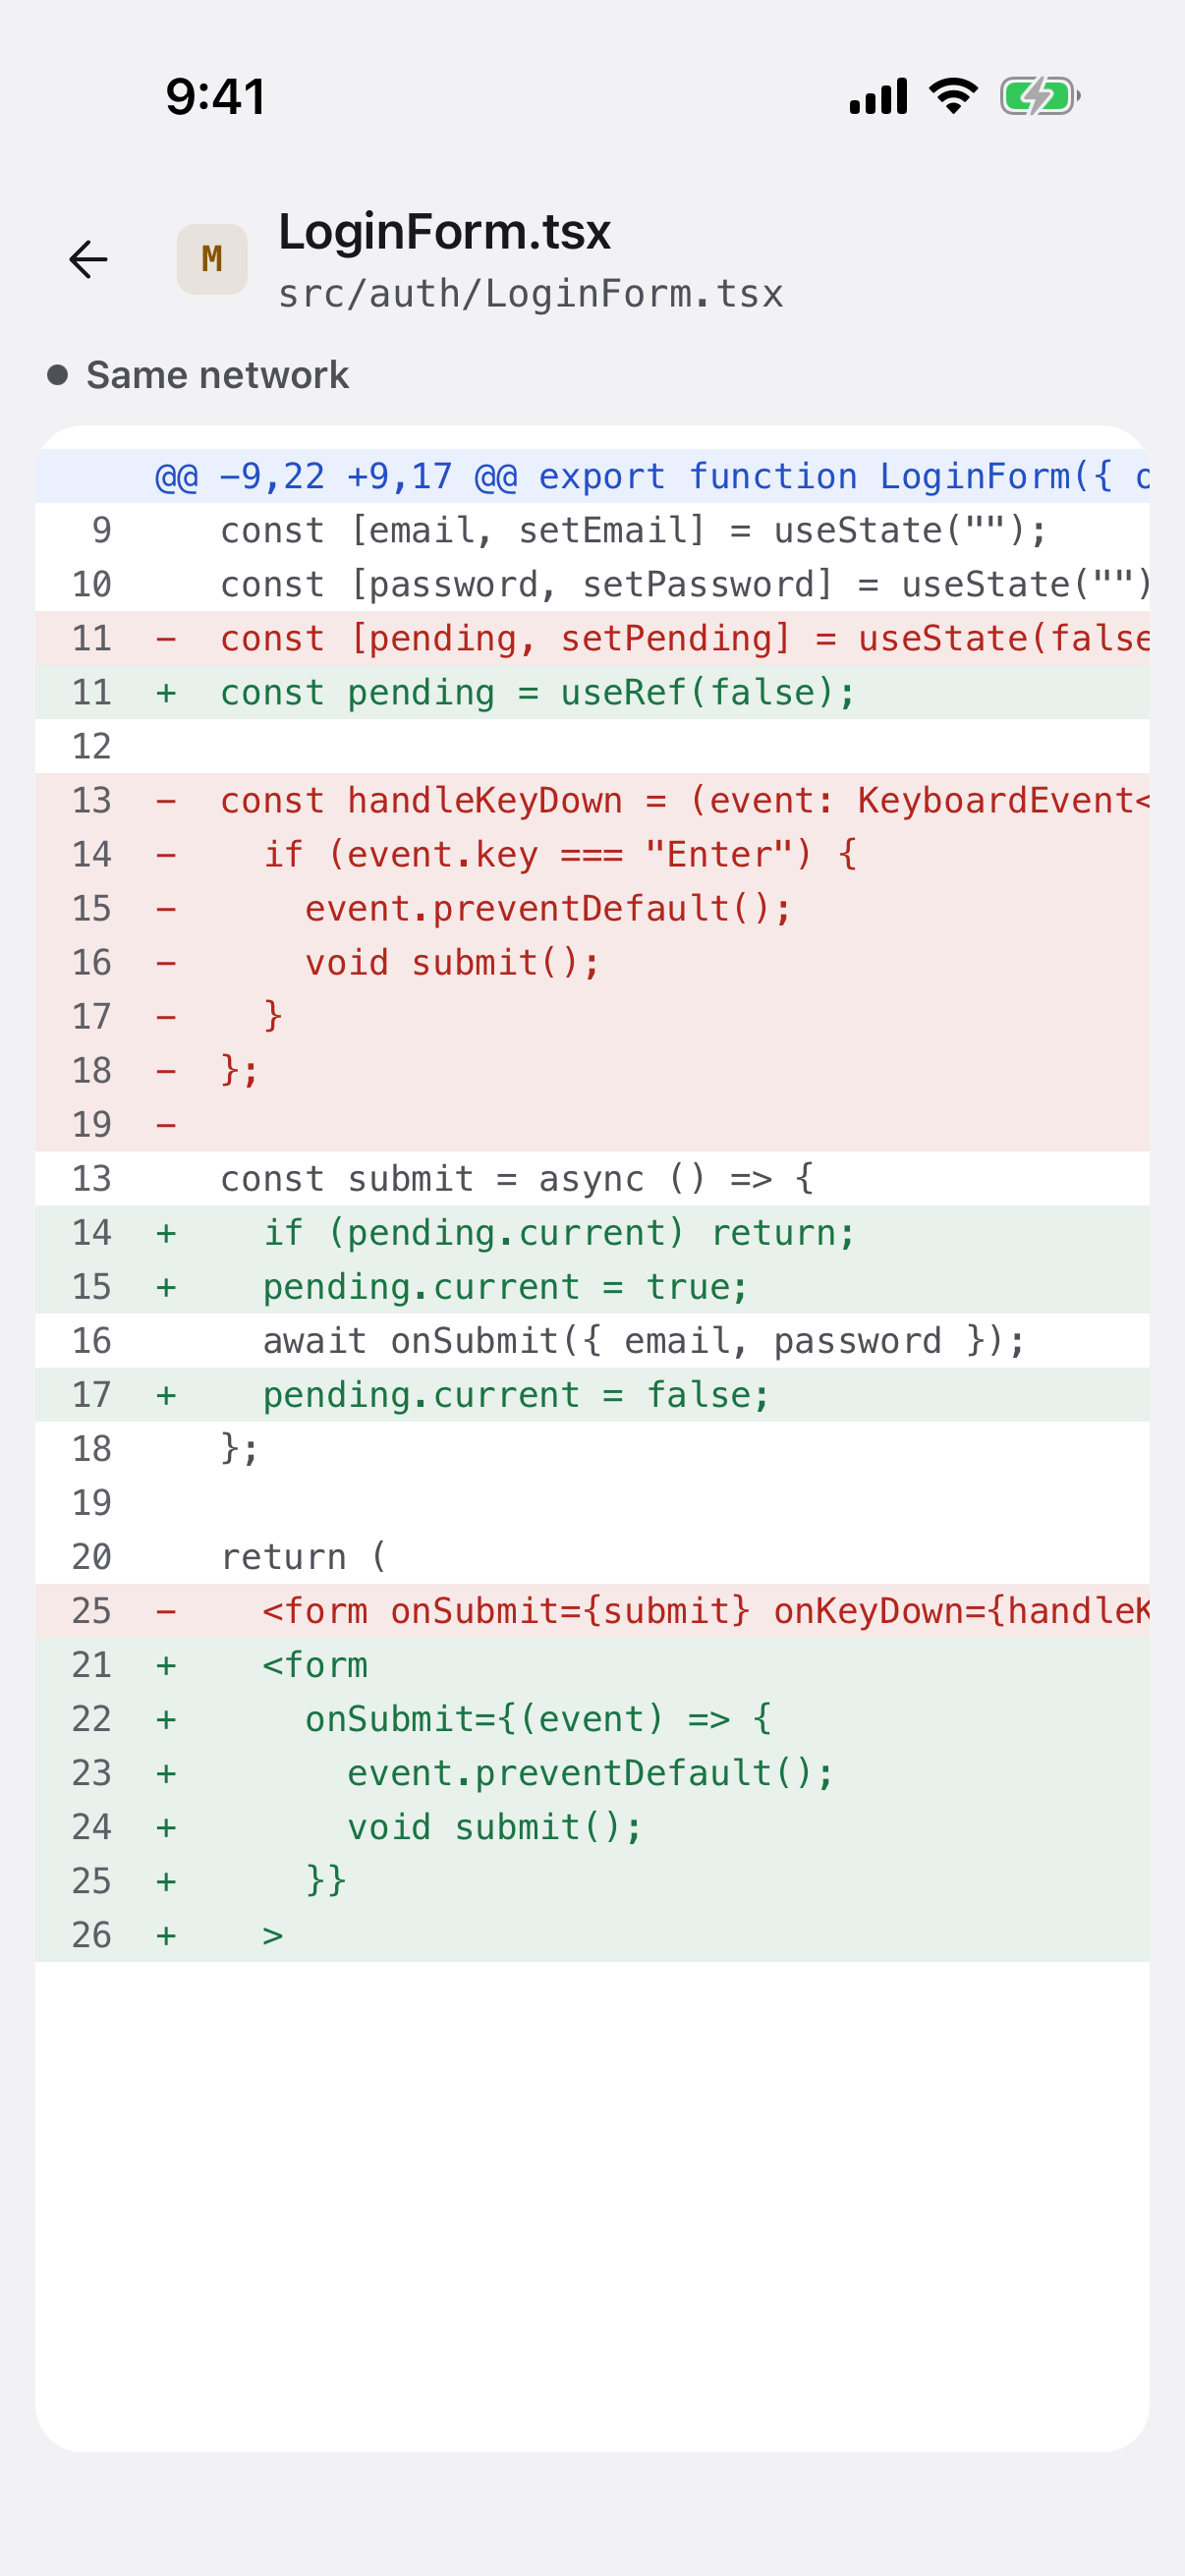 9:41
M
LoginForm.tsx
src/auth/LoginForm.tsx
Same network
@@ −9,22 +9,17 @@ export function LoginForm({
9 const [email, setEmail] = useState("");
10 const [password, setPassword] = useState("")
11 − const [pending, setPending] = useState(false
11 + const pending = useRef(false);
12
13 − const handleKeyDown = (event: KeyboardEvent<
14 − if (event.key === "Enter") {
15 − event.preventDefault();
16 − void submit();
17 − }
18 − };
19 −
13 const submit = async () => {
14 + if (pending.current) return;
15 + pending.current = true;
16 await onSubmit({ email, password });
17 + pending.current = false;
18 };
19
20 return (
25 − <form onSubmit={submit} onKeyDown={handleK
21 + <form
22 + onSubmit={(event) => {
23 + event.preventDefault();
24 + void submit();
25 + }}
26 + >